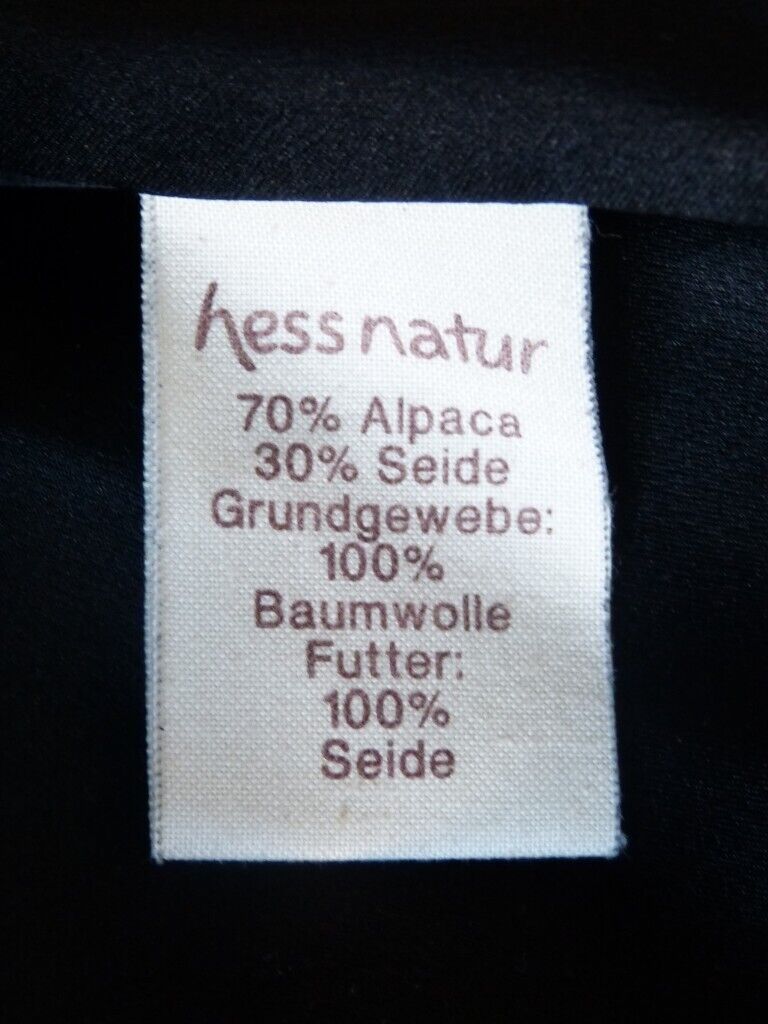 hess natur
70% Alpaca
30% Seide
Grundgewebe:
100%
Baumwolle
Futter:
100%
Seide